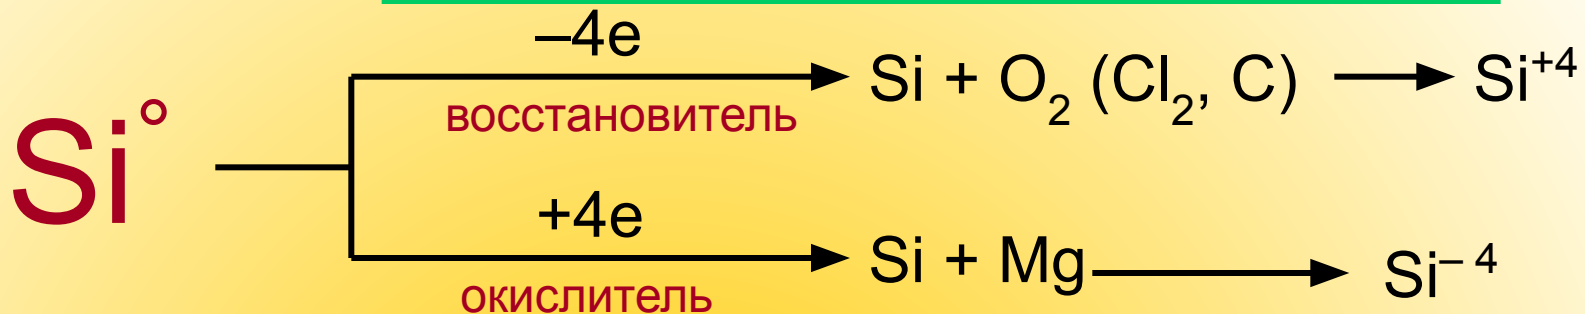 –4e
Si + O₂ (Cl₂, C) → Si⁺⁴
восстановитель
Si°
+4e
Si + Mg → Si⁻ ⁴
окислитель